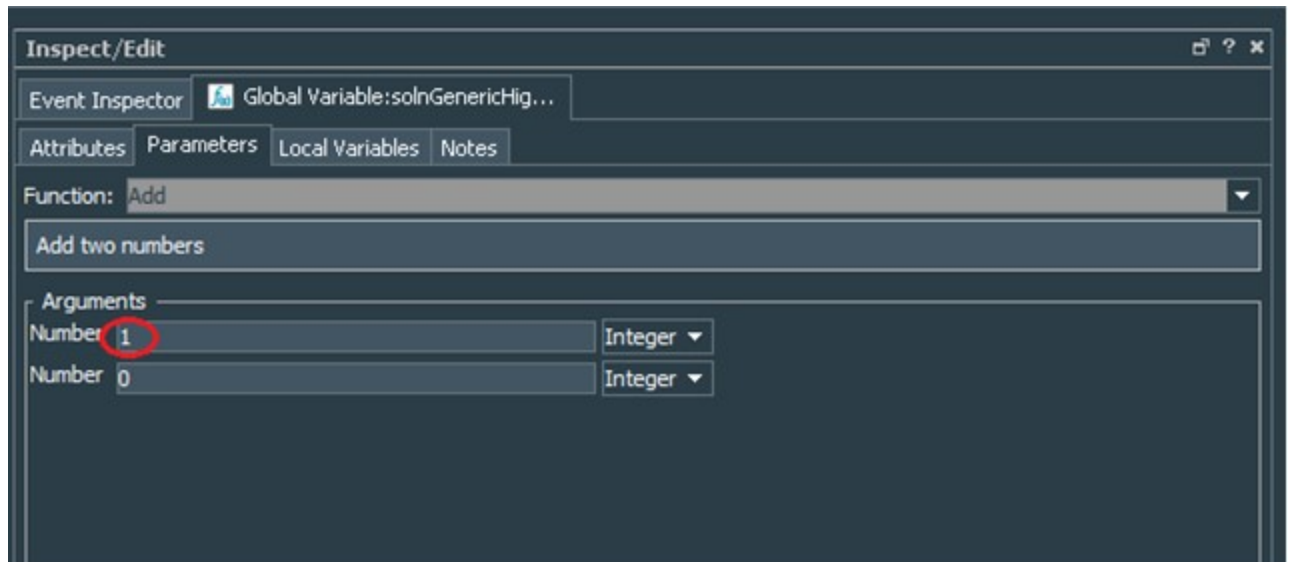 Inspect/Edit ?
Event Inspector Global Variable:solnGenericHig...
Attributes Parameters Local Variables Notes
Function: Add
Add two numbers
Arguments
Number 1 Integer
Number 0 Integer